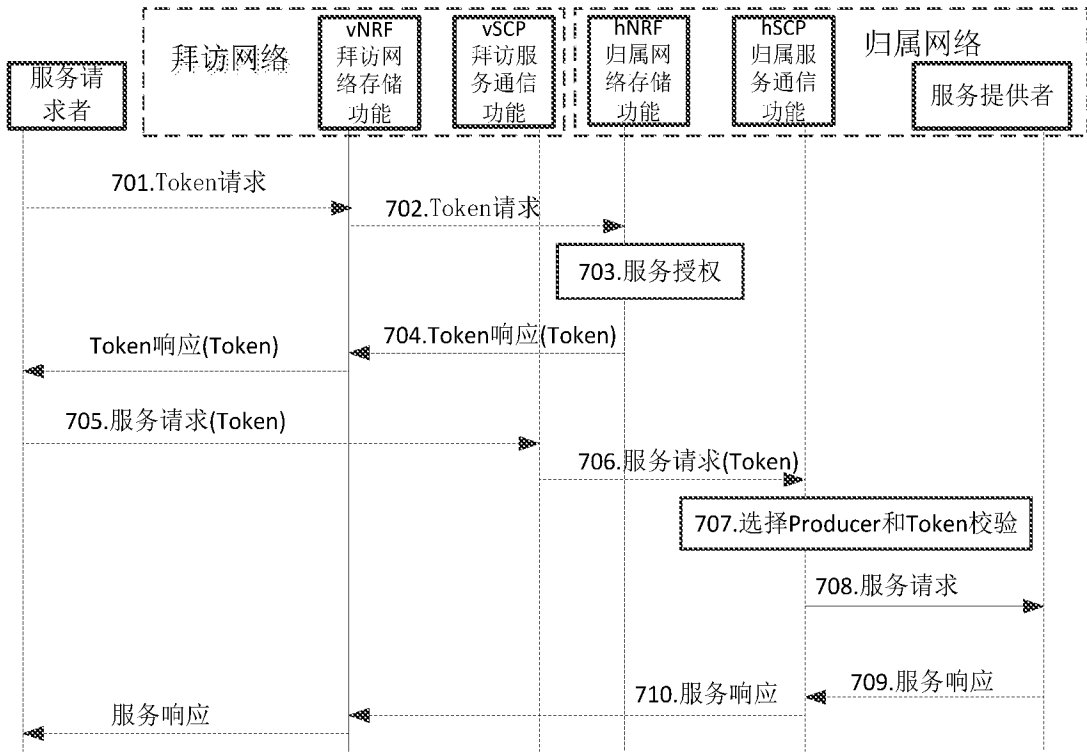 拜访网络
归属网络
服务请
求者
vNRF
拜访网
络存储
功能
vSCP
拜访服
务通信
功能
hNRF
归属网
络存储
功能
hSCP
归属服
务通信
功能
服务提供者
701.Token请求
702.Token请求
703.服务授权
704.Token响应(Token)
Token响应(Token)
705.服务请求(Token)
706.服务请求(Token)
707.选择Producer和Token校验
708.服务请求
709.服务响应
710.服务响应
服务响应